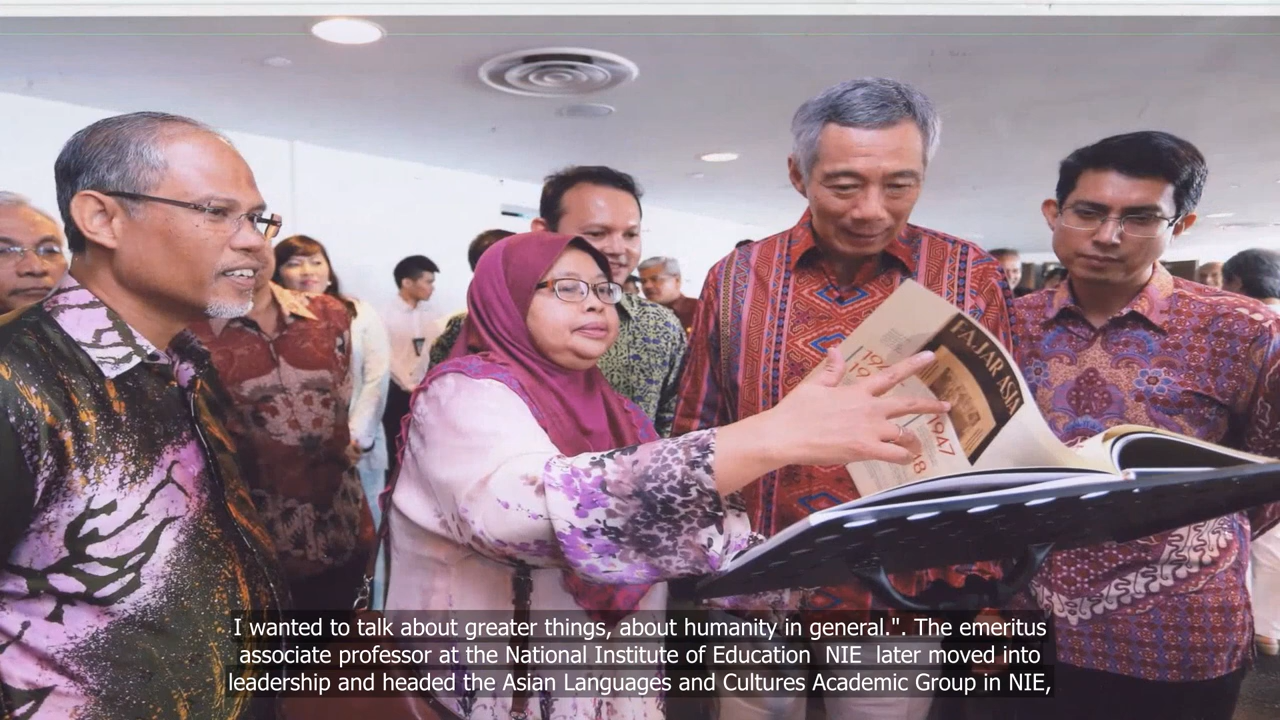 FAJAR ASIA
1947
I wanted to talk about greater things, about humanity in general.". The emeritus
associate professor at the National Institute of Education  NIE  later moved into
leadership and headed the Asian Languages and Cultures Academic Group in NIE,